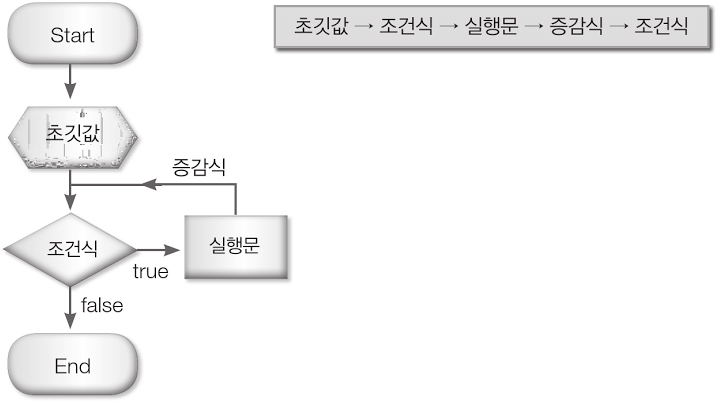 Start
초깃값 → 조건식 → 실행문 → 증감식 → 조건식
초깃값
증감식
조건식
실행문
true
false
End